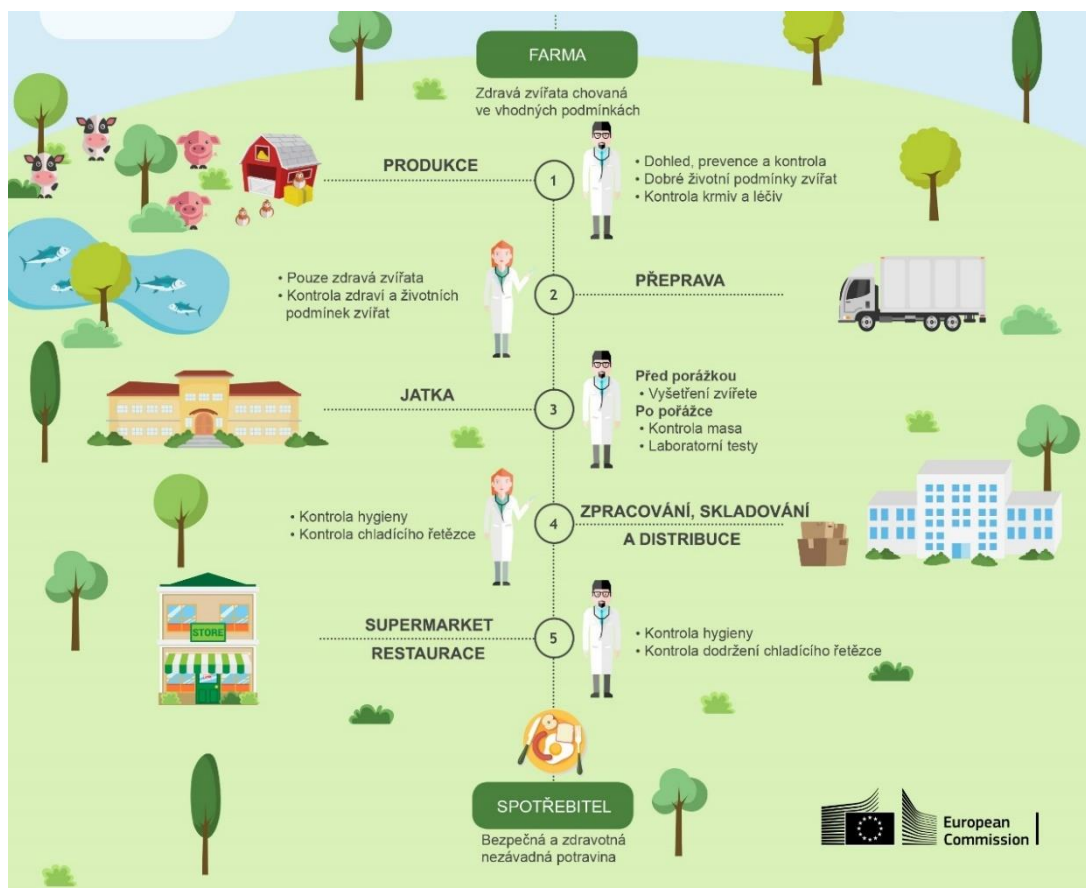 FARMA
Zdravá zvířata chovaná
ve vhodných podmínkách
PRODUKCE
1
• Dohled, prevence a kontrola
• Dobré životní podmínky zvířat
• Kontrola krmiv a léčiv
• Pouze zdravá zvířata
• Kontrola zdraví a životních
podmínek zvířat
2
PŘEPRAVA
JATKA
3
Před porážkou
• Vyšetření zvířete
Po porážce
• Kontrola masa
• Laboratorní testy
• Kontrola hygieny
• Kontrola chladícího řetězce
4
ZPRACOVÁNÍ, SKLADOVÁNÍ
A DISTRIBUCE
STORE
SUPERMARKET
RESTAURACE
5
• Kontrola hygieny
• Kontrola dodržení chladícího řetězce
SPOTŘEBITEL
Bezpečná a zdravotná
nezávadná potravina
European
Commission